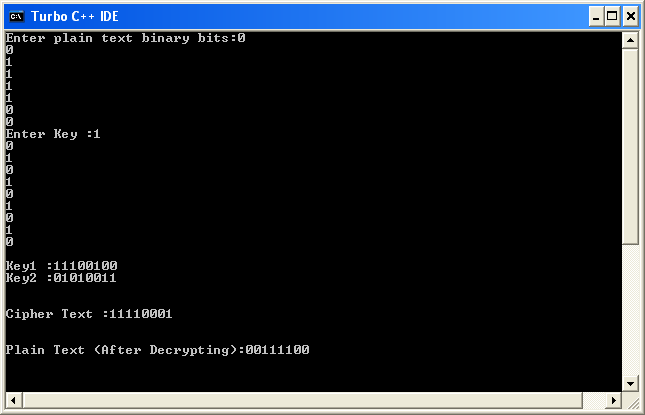 Turbo C++ IDE
Enter plain text binary bits:0
0
1
1
1
1
0
0
Enter Key :1
0
1
0
1
0
1
0
1
0
Key1 :11100100
Key2 :01010011
Cipher Text :11110001
Plain Text (After Decrypting):00111100